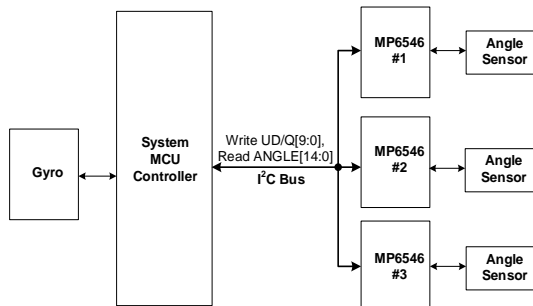 Gyro
System
MCU
Controller
Write UD/Q[9:0],
Read ANGLE[14:0]
I²C Bus
MP6546
#1
Angle
Sensor
MP6546
#2
Angle
Sensor
MP6546
#3
Angle
Sensor